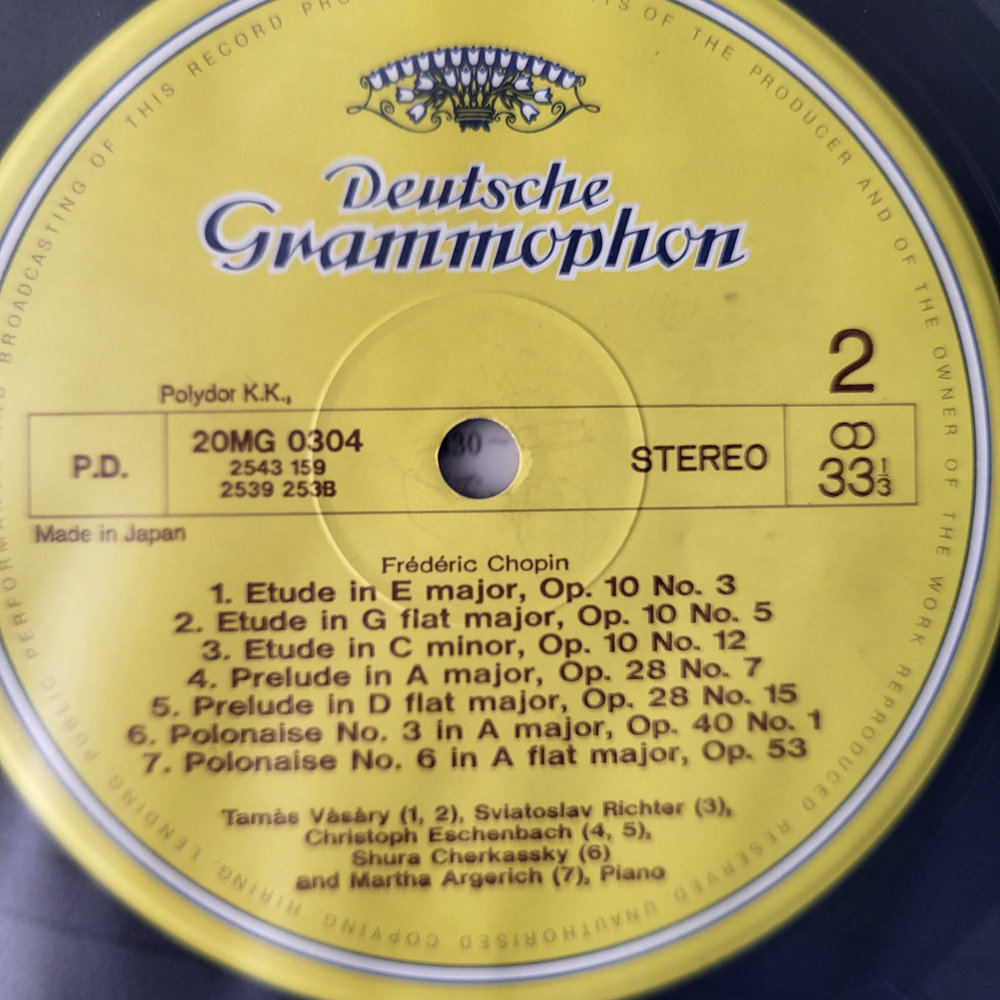 Deutsche
Grammophon
2
Polydor K.K.,
P.D.
20MG 0304
2543 159
2539 253B
STEREO
33 1/3
Made in Japan
Frédéric Chopin
1. Etude in E major, Op. 10 No. 3
2. Etude in G flat major, Op. 10 No. 5
3. Etude in C minor, Op. 10 No. 12
4. Prelude in A major, Op. 28 No. 7
5. Prelude in D flat major, Op. 28 No. 15
6. Polonaise No. 3 in A major, Op. 40 No. 1
7. Polonaise No. 6 in A flat major, Op. 53
Tamàs Vàsàry (1, 2), Sviatoslav Richter (3),
Christoph Eschenbach (4, 5),
Shura Cherkassky (6)
and Martha Argerich (7), Piano
OF THE PRODUCER AND OF THE OWNER OF THE WORK REPRODUCED RESERVED UNAUTHORISED COPYING, HIRING, LENDING, PUBLIC PERFORMANCE AND BROADCASTING OF THIS RECORD